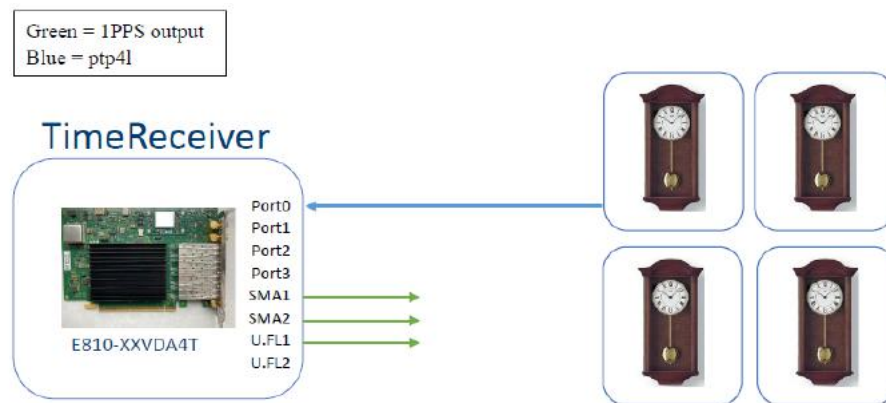 Green = 1PPS output
Blue = ptp4l
TimeReceiver
Port0
Port1
Port2
Port3
SMA1
SMA2
U.FL1
U.FL2
E810-XXVDA4T